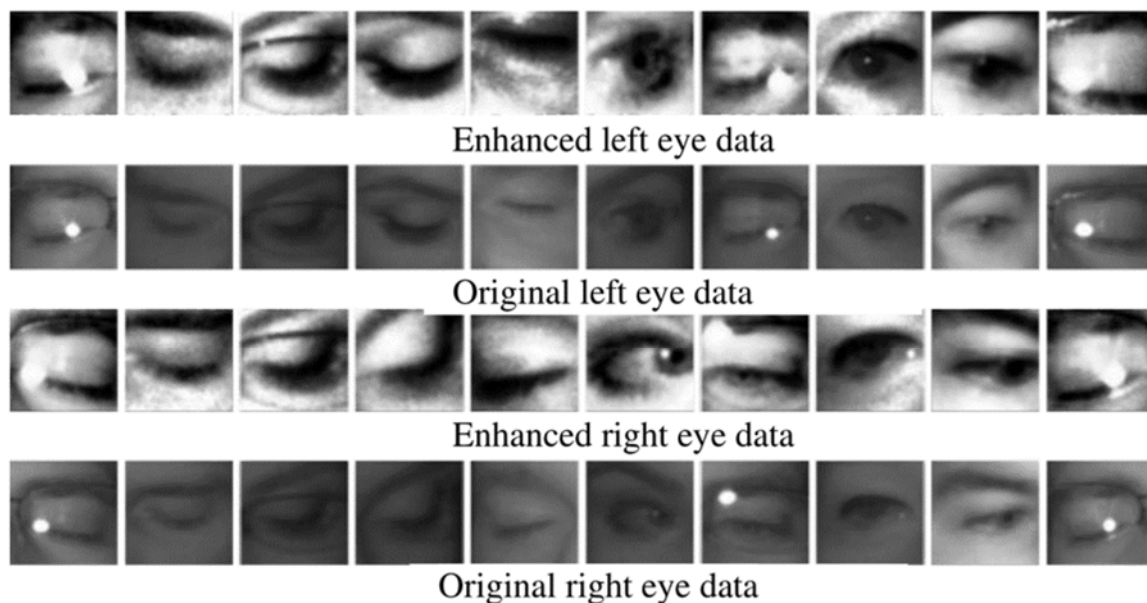 Enhanced left eye data
Original left eye data
Enhanced right eye data
Original right eye data